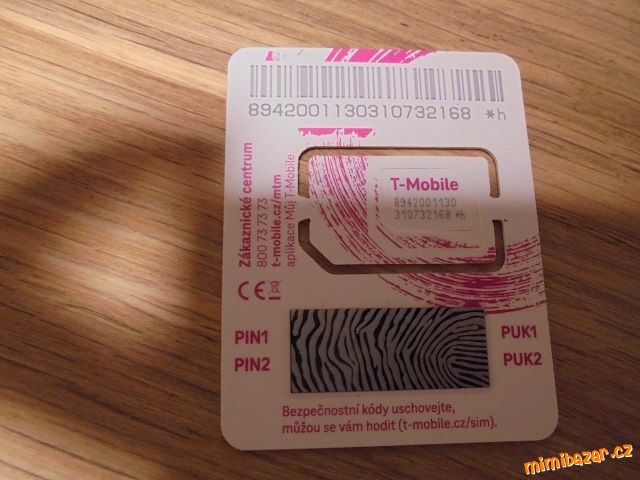 8942001130310732168 *h
Zákaznické centrum
800 73 73 73
t-mobile.cz/mtm
aplikace Můj T-Mobile
T-Mobile
8942001130
310732168 *h
CE
PIN1
PIN2
PUK1
PUK2
Bezpečnostní kódy uschovejte,
můžou se vám hodit (t-mobile.cz/sim).
mimibazar.cz